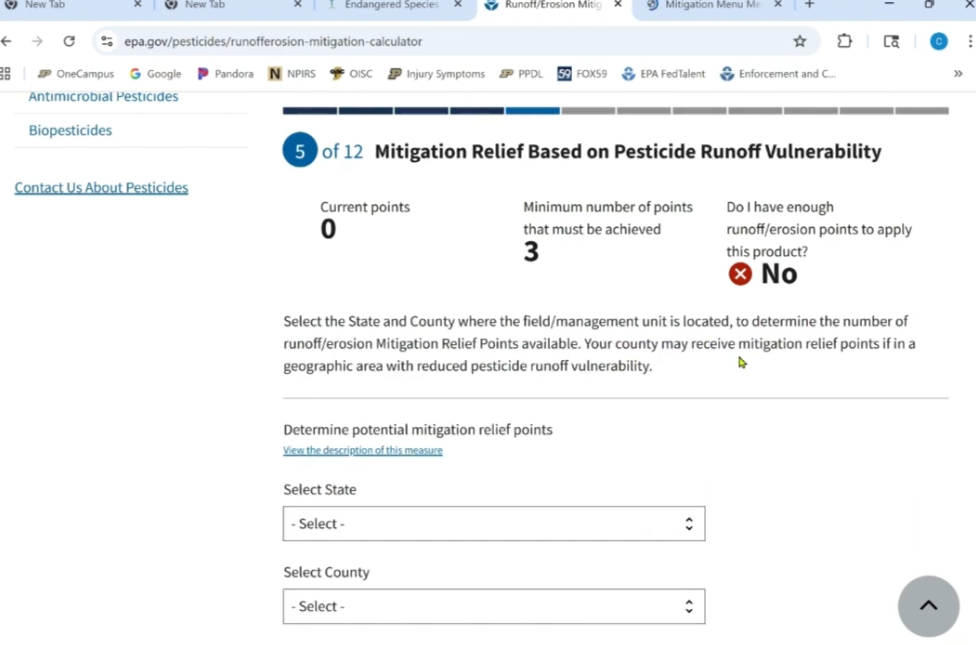 New Tab
New Tab
Endangered Species
Runoff/Erosion Mitig
Mitigation Menu Me
epa.gov/pesticides/runofferosion-mitigation-calculator
C
OneCampus
Google
Pandora
NPIRS
OISC
Injury Symptoms
PPDL
59 FOX59
EPA FedTalent
Enforcement and C...
»
Antimicrobial Pesticides
Biopesticides
Contact Us About Pesticides
5 of 12 Mitigation Relief Based on Pesticide Runoff Vulnerability
Current points
0
Minimum number of points
that must be achieved
3
Do I have enough
runoff/erosion points to apply
this product?
No
Select the State and County where the field/management unit is located, to determine the number of
runoff/erosion Mitigation Relief Points available. Your county may receive mitigation relief points if in a
geographic area with reduced pesticide runoff vulnerability.
Determine potential mitigation relief points
View the description of this measure
Select State
- Select -
Select County
- Select -